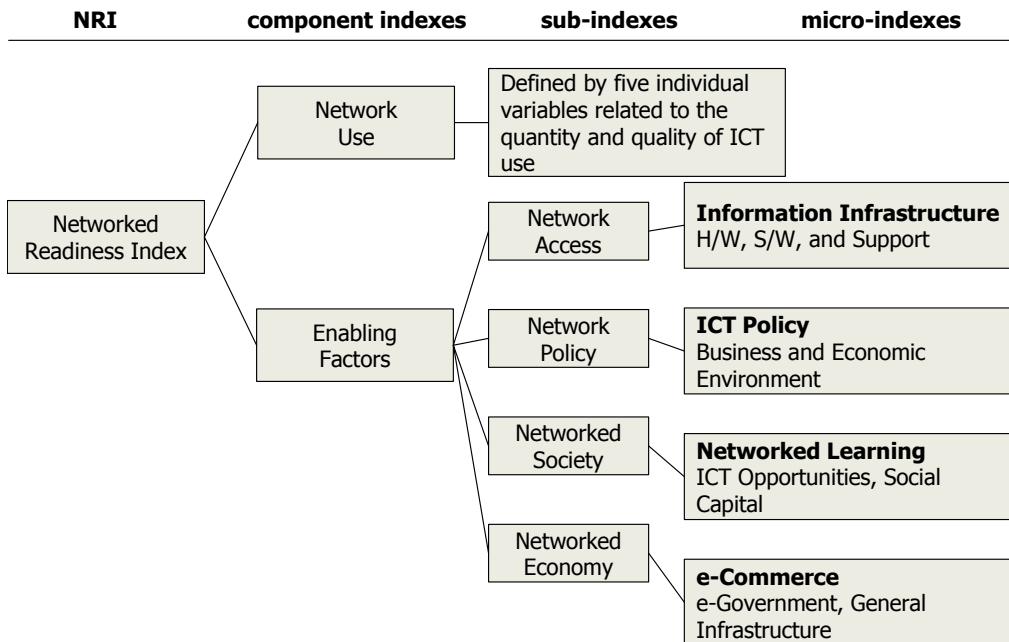 NRI component indexes sub-indexes micro-indexes
Network
Use
Defined by five individual
variables related to the
quantity and quality of ICT
use
Networked
Readiness Index
Network
Access
Information Infrastructure
H/W, S/W, and Support
Enabling
Factors
Network
Policy
ICT Policy
Business and Economic
Environment
Networked
Society
Networked Learning
ICT Opportunities, Social
Capital
Networked
Economy
e-Commerce
e-Government, General
Infrastructure